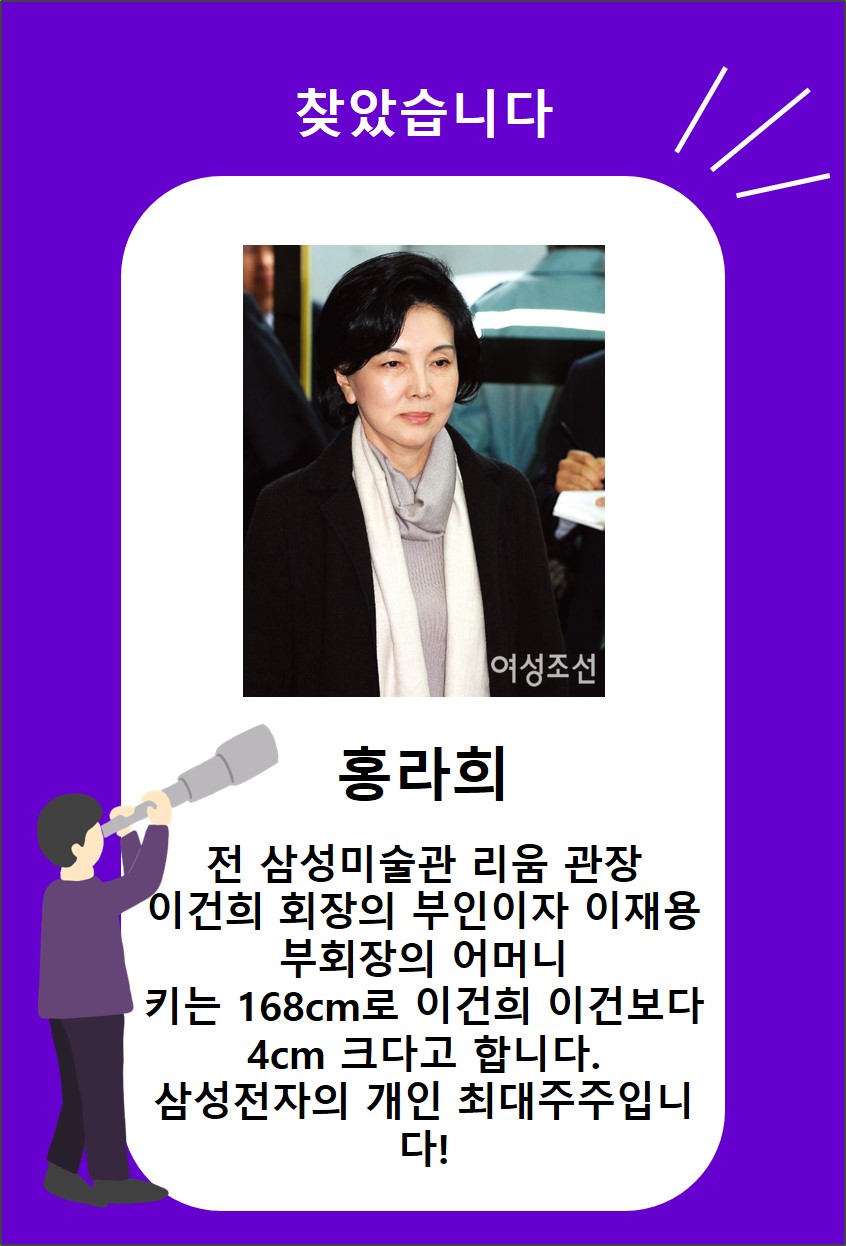 찾았습니다
여성조선
홍라희
전 삼성미술관 리움 관장
이건희 회장의 부인이자 이재용
부회장의 어머니
키는 168cm로 이건희 이건보다
4cm 크다고 합니다.
삼성전자의 개인 최대주주입니
다!